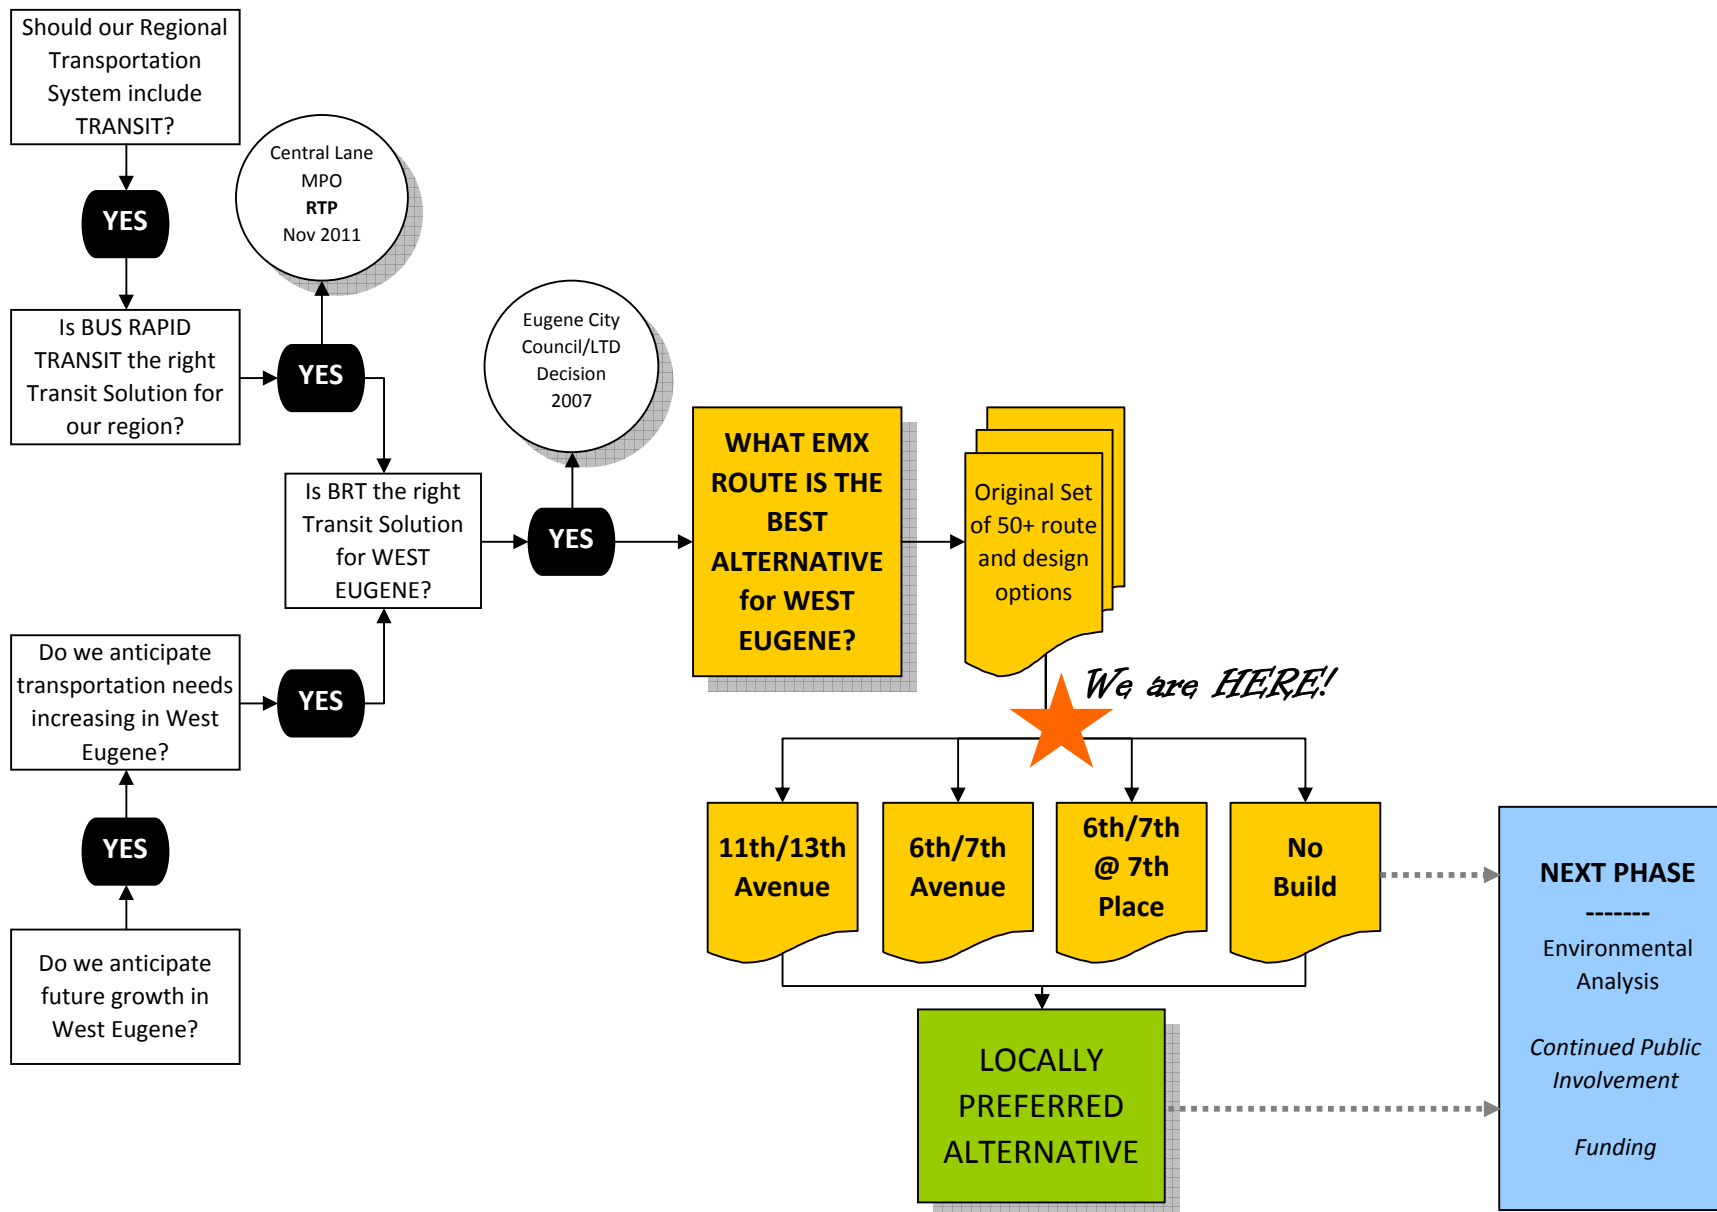 Should our Regional
Transportation
System include
TRANSIT?
YES
Is BUS RAPID
TRANSIT the right
Transit Solution for
our region?
YES
Central Lane
MPO
RTP
Nov 2011
Is BRT the right
Transit Solution
for WEST
EUGENE?
Do we anticipate
transportation needs
increasing in West
Eugene?
YES
YES
Do we anticipate
future growth in
West Eugene?
YES
Eugene City
Council/LTD
Decision
2007
WHAT EMX
ROUTE IS THE
BEST
ALTERNATIVE
for WEST
EUGENE?
Original Set
of 50+ route
and design
options
We are HERE!
11th/13th
Avenue
6th/7th
Avenue
6th/7th
@ 7th
Place
No
Build
LOCALLY
PREFERRED
ALTERNATIVE
NEXT PHASE
-------
Environmental
Analysis
Continued Public
Involvement
Funding